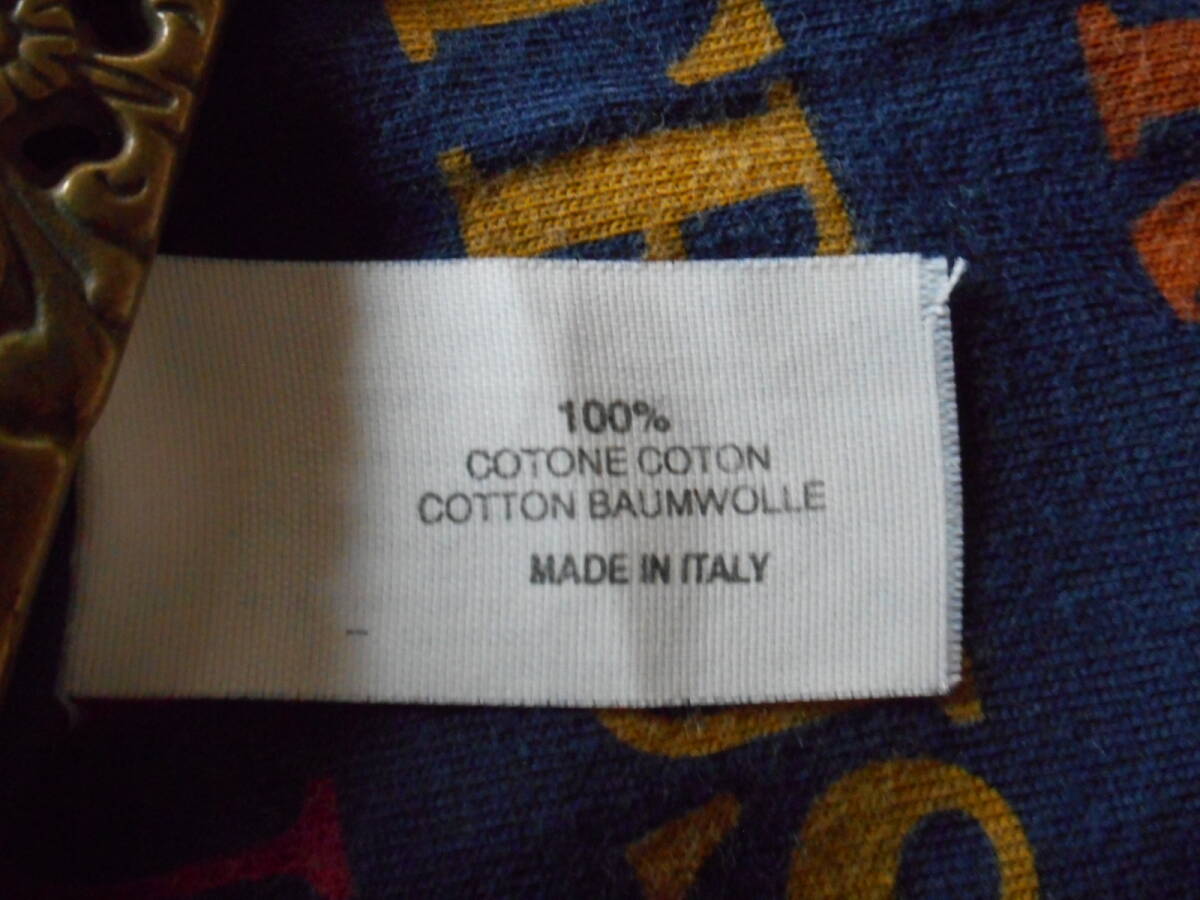 100%
COTONE COTON
COTTON BAUMWOLLE
MADE IN ITALY